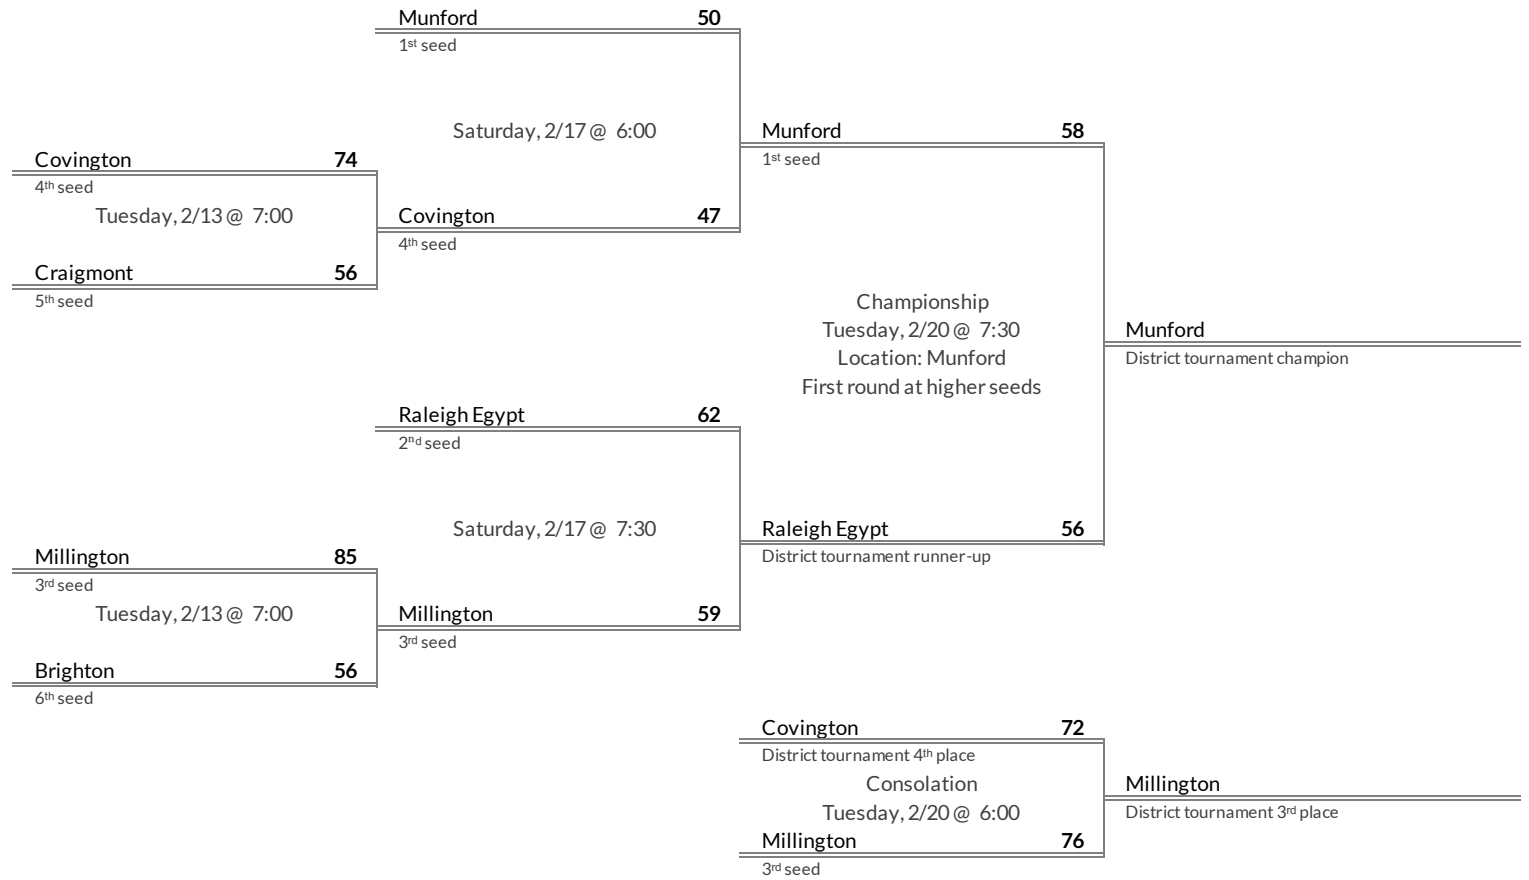 Munford 50
1st seed
Saturday, 2/17 @ 6:00
Covington 74
4th seed
Tuesday, 2/13 @ 7:00
Craigmont 56
5th seed
Covington 47
4th seed
Munford 58
1st seed
Championship
Tuesday, 2/20 @ 7:30
Location: Munford
First round at higher seeds
Munford
District tournament champion
Raleigh Egypt 62
2nd seed
Saturday, 2/17 @ 7:30
Millington 85
3rd seed
Tuesday, 2/13 @ 7:00
Brighton 56
6th seed
Millington 59
3rd seed
Raleigh Egypt 56
District tournament runner-up
Covington 72
District tournament 4th place
Consolation
Tuesday, 2/20 @ 6:00
Millington 76
3rd seed
Millington
District tournament 3rd place